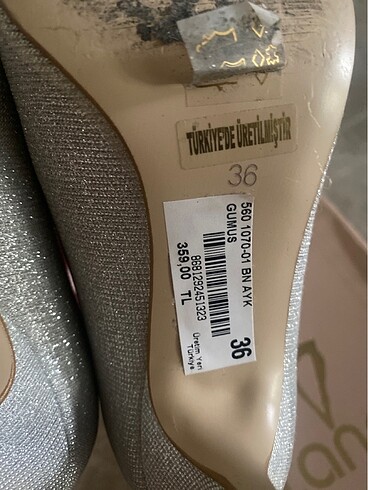 TÜRKİYE'DE ÜRETİLMİŞTİR
36
560 1070-01 BN AYK
GUMUS
36
8681282451323
359,00 TL
Üretim Yeri
Türkiye